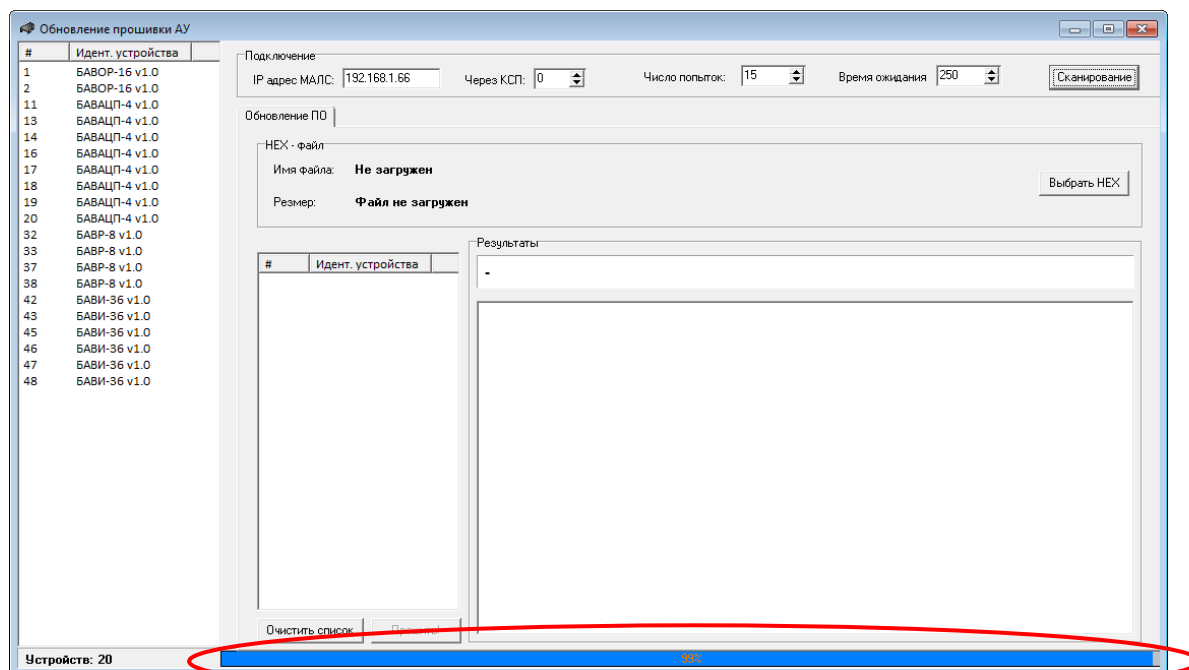 Обновление прошивки АУ
# Идент. устройства
1 БАВОР-16 v1.0
2 БАВОР-16 v1.0
11 БАВАЦП-4 v1.0
13 БАВАЦП-4 v1.0
14 БАВАЦП-4 v1.0
16 БАВАЦП-4 v1.0
17 БАВАЦП-4 v1.0
18 БАВАЦП-4 v1.0
19 БАВАЦП-4 v1.0
20 БАВАЦП-4 v1.0
32 БАВР-8 v1.0
33 БАВР-8 v1.0
37 БАВР-8 v1.0
38 БАВР-8 v1.0
42 БАВИ-36 v1.0
43 БАВИ-36 v1.0
45 БАВИ-36 v1.0
46 БАВИ-36 v1.0
47 БАВИ-36 v1.0
48 БАВИ-36 v1.0
Подключение
IP адрес МАЛС: 192.168.1.66 Через КСП: 0 Число попыток: 15 Время ожидания 250 Сканирование
Обновление ПО
HEX - файл
Имя файла: Не загружен
Выбрать HEX
Резмер: Файл не загружен
# Идент. устройства
Результаты
-
Очистить список
Устройств: 20
99%